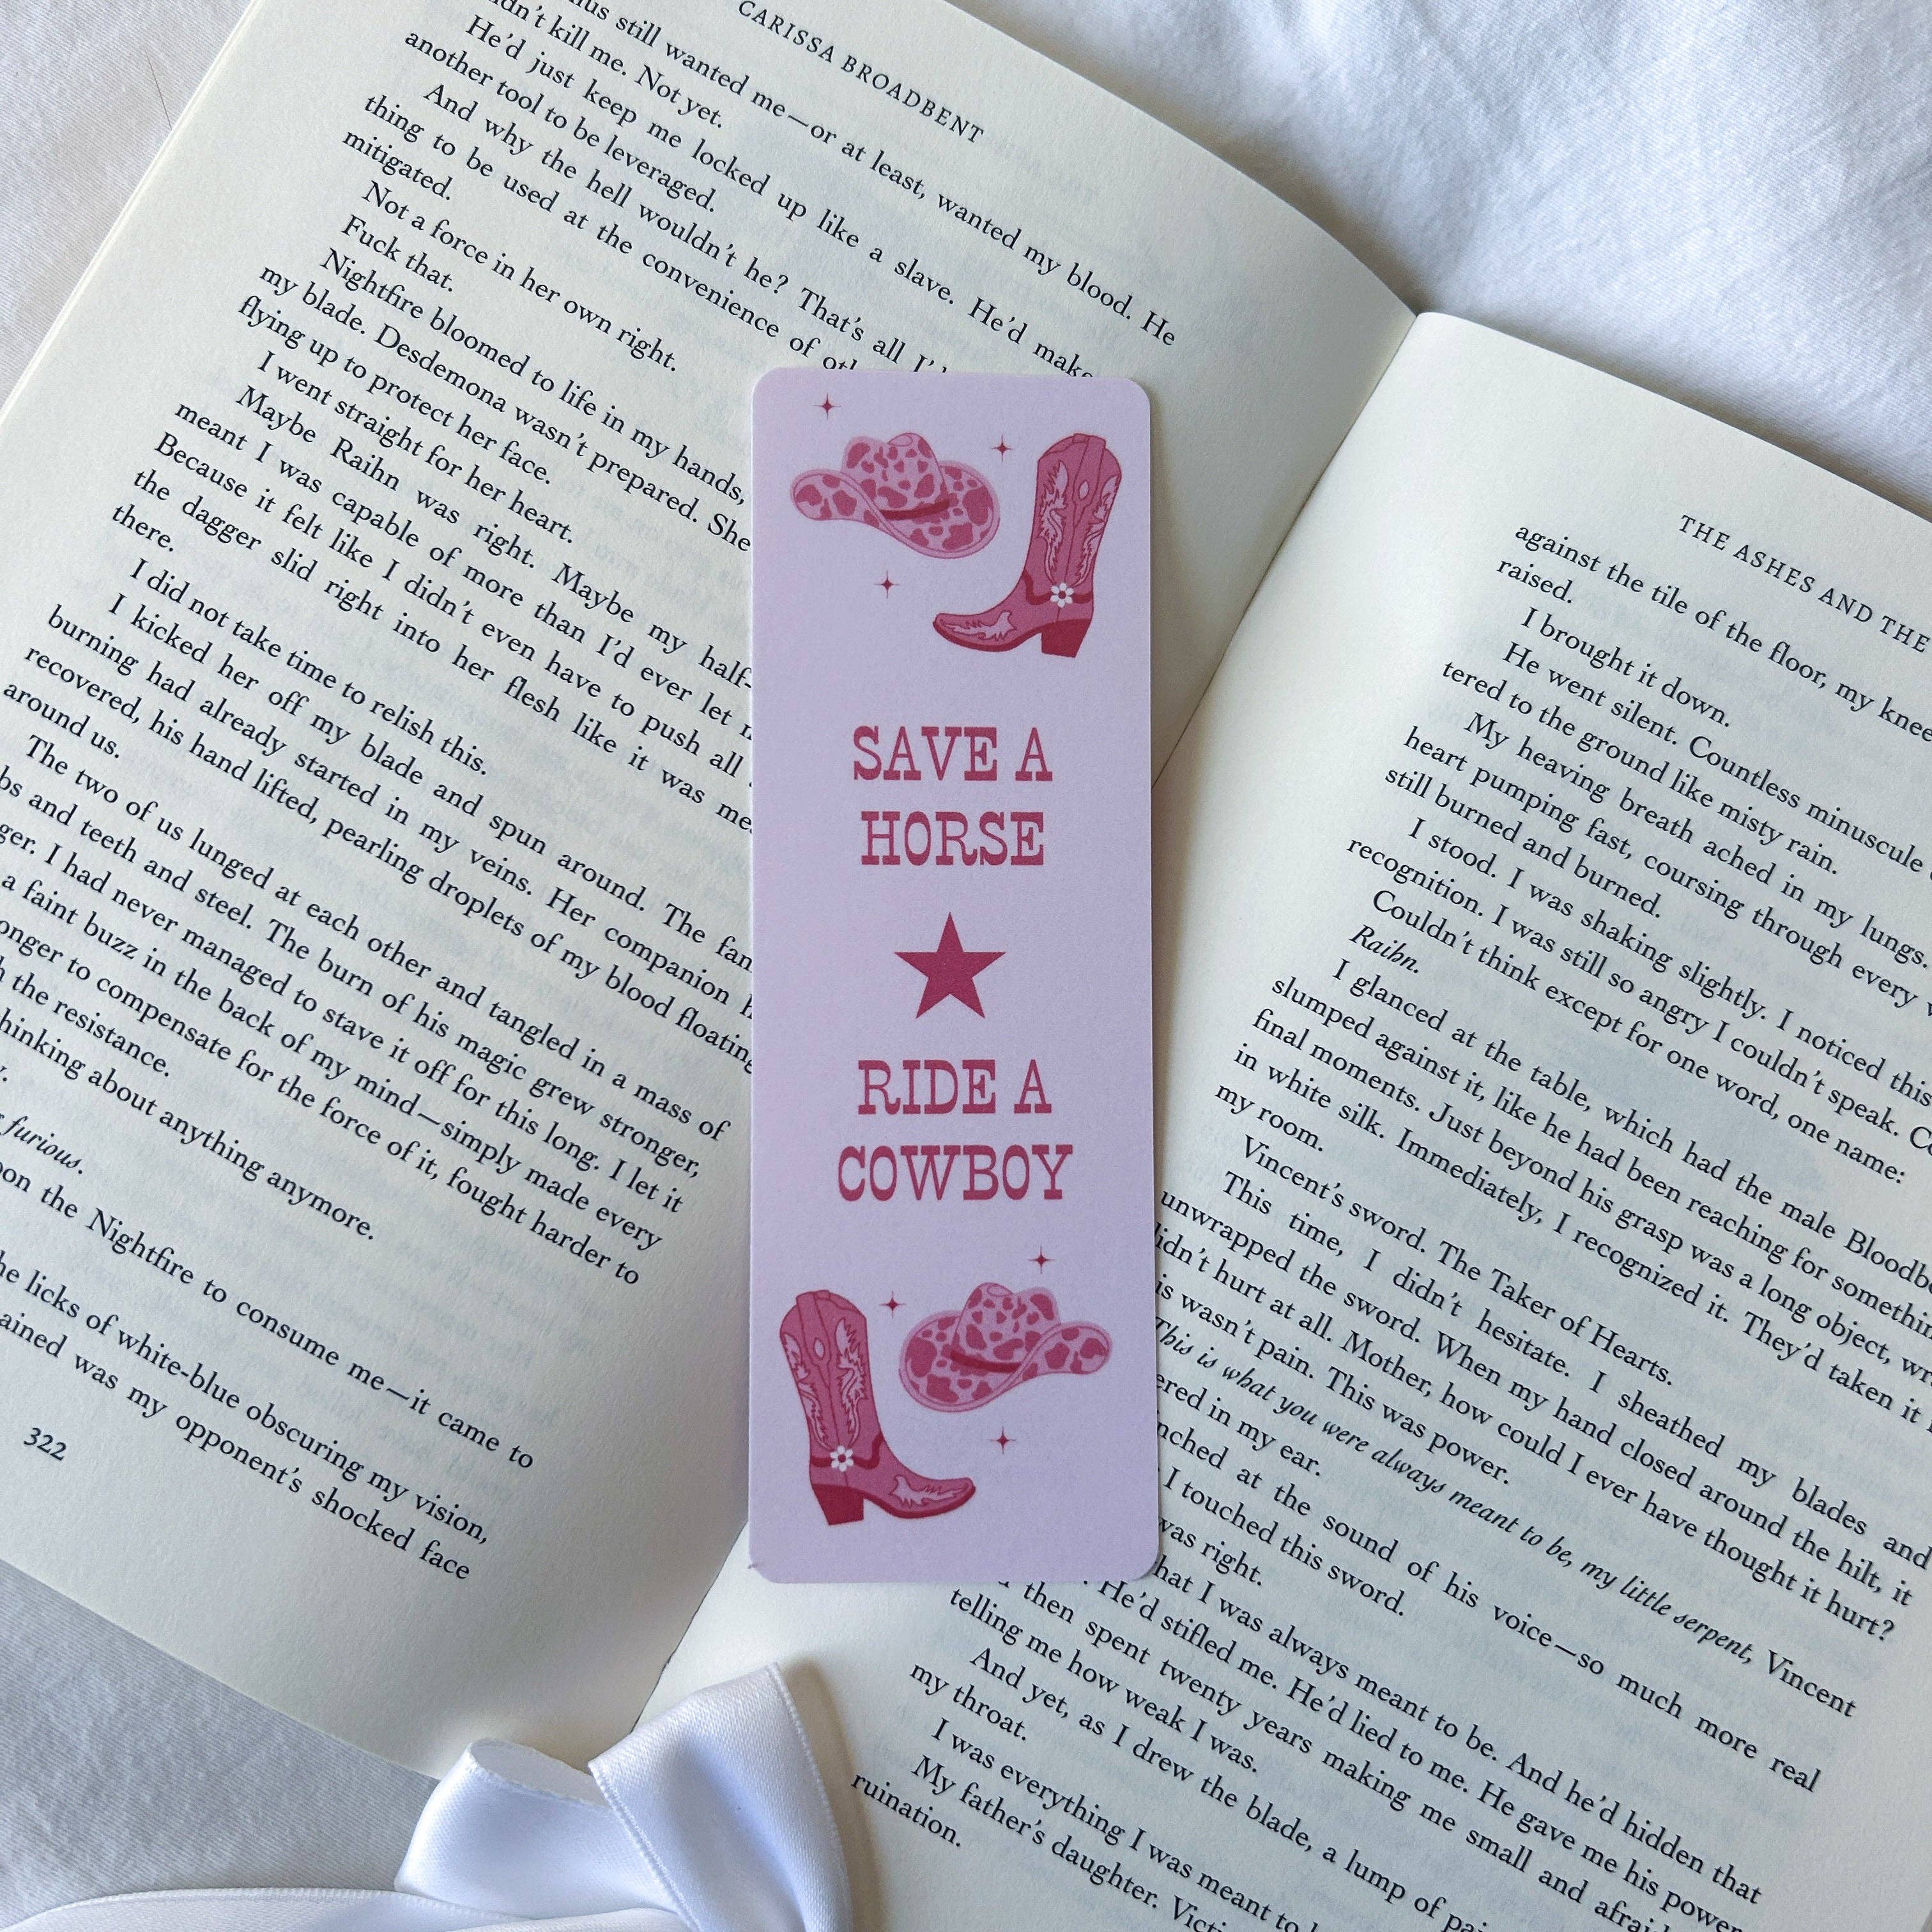 CARISSA BROADBENT
still wanted me—or at least, wanted my blood. He
didn't kill me. Not yet.
He'd just keep me locked up like a slave. He'd make
another tool to be leveraged.
And why the hell wouldn't he? That's all
thing to be used at the convenience of
mitigated.
Not a force in her own right.
Fuck that.
Nightfire bloomed to life in my hands,
my blade. Desdemona wasn't prepared. She
flying up to protect her face.
I went straight for her heart.
Maybe Raihn was right. Maybe my half-
meant I was capable of more than I'd ever let
Because it felt like I didn't even have to push all
the dagger slid right into her flesh like it was
there.
I did not take time to relish this.
I kicked her off my blade and spun around. The
burning had already started in my veins. Her companion
recovered, his hand lifted, pearling droplets of my blood floating
around us.
The two of us lunged at each other and tangled in a mass of
and teeth and steel. The burn of his magic grew stronger,
I had never managed to stave it off for this long. I let it
a faint buzz in the back of my mind—simply made every
to compensate for the force of it, fought harder to
the resistance.
thinking about anything anymore.
furious.
the Nightfire to consume me—it came to
licks of white-blue obscuring my vision,
was my opponent's shocked face
322
SAVE A
HORSE
RIDE A
COWBOY
THE ASHES AND THE
against the tile of the floor, my knee
raised.
I brought it down.
He went silent. Countless minuscule
tered to the ground like misty rain.
My heaving breath ached in my lungs.
heart pumping fast, coursing through every
still burned and burned.
I stood. I was shaking slightly. I noticed this
recognition. I was still so angry I couldn't speak.
Couldn't think except for one word, one name:
Raihn.
I glanced at the table, which had the male
slumped against it, like he had been reaching for
final moments. Just beyond his grasp was a long object,
in white silk. Immediately, I recognized it. They'd taken it
my room.
Vincent's sword. The Taker of Hearts.
This time, I didn't hesitate. I sheathed my blades and
unwrapped the sword. When my hand closed around the hilt, it
didn't hurt at all. Mother, how could I ever have thought it hurt?
wasn't pain. This was power.
This is what you were always meant to be, my little serpent, Vincent
in my ear.
at the sound of his voice—so much more real
I touched this sword.
was right.
that I was always meant to be. And he'd hidden that
He'd stifled me. He'd lied to me. He gave me his power
then spent twenty years making me small and
telling me how weak I was.
And yet, as I drew the blade, a lump of
my throat.
I was everything I was meant to
My father's daughter.
ruination.